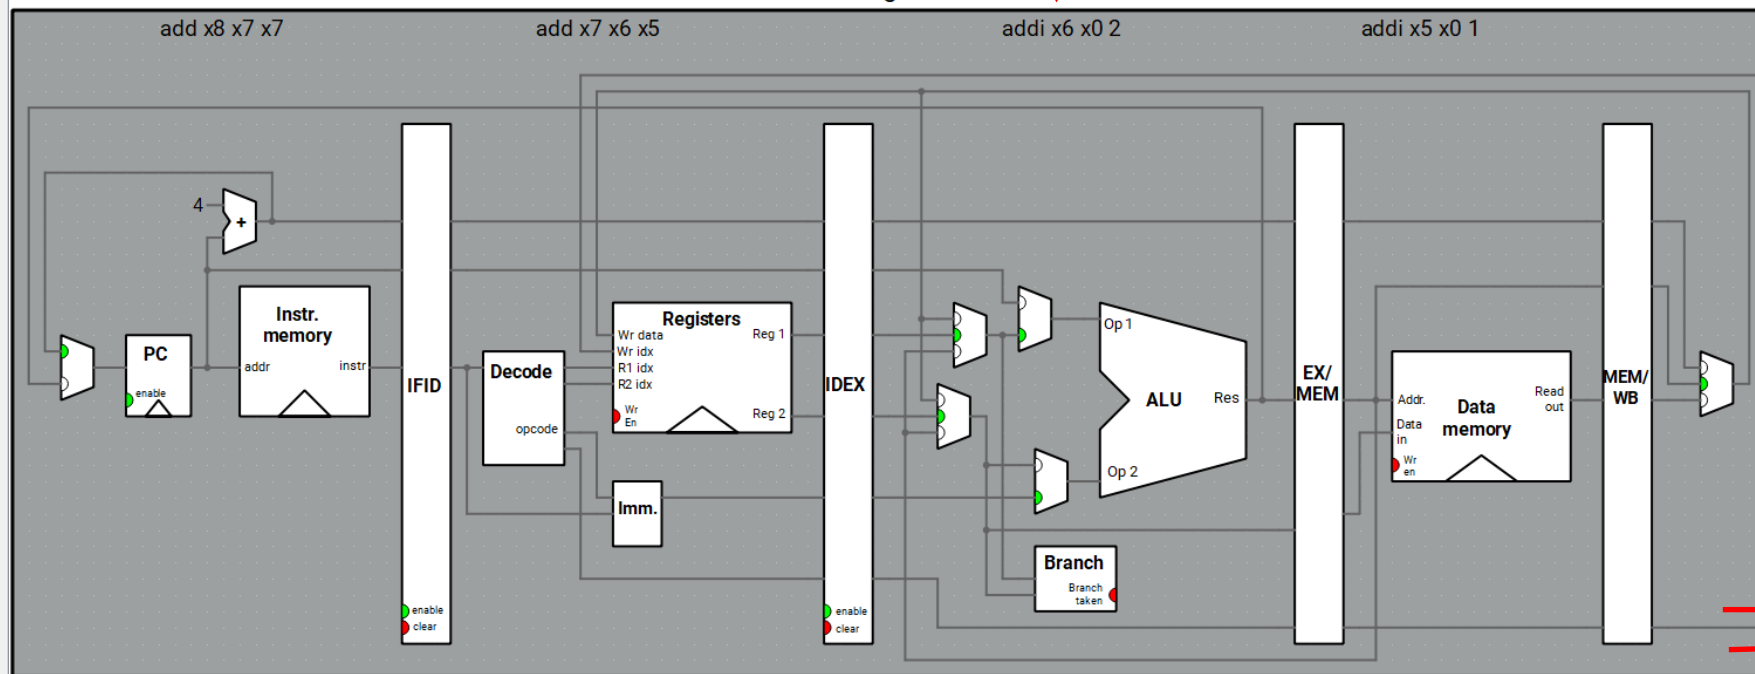 add x8 x7 x7
add x7 x6 x5
addi x6 x0 2
addi x5 x0 1
4
+
Instr.
memory
addr
instr
PC
enable
IFID
enable
clear
Decode
opcode
Registers
Wr data
Wr idx
R1 idx
R2 idx
Wr
En
Reg 1
Reg 2
Imm.
IDEX
enable
clear
Op 1
Op 2
ALU
Res
Branch
Branch
taken
EX/
MEM
Addr.
Data
in
Wr
en
Data
memory
Read
out
MEM/
WB